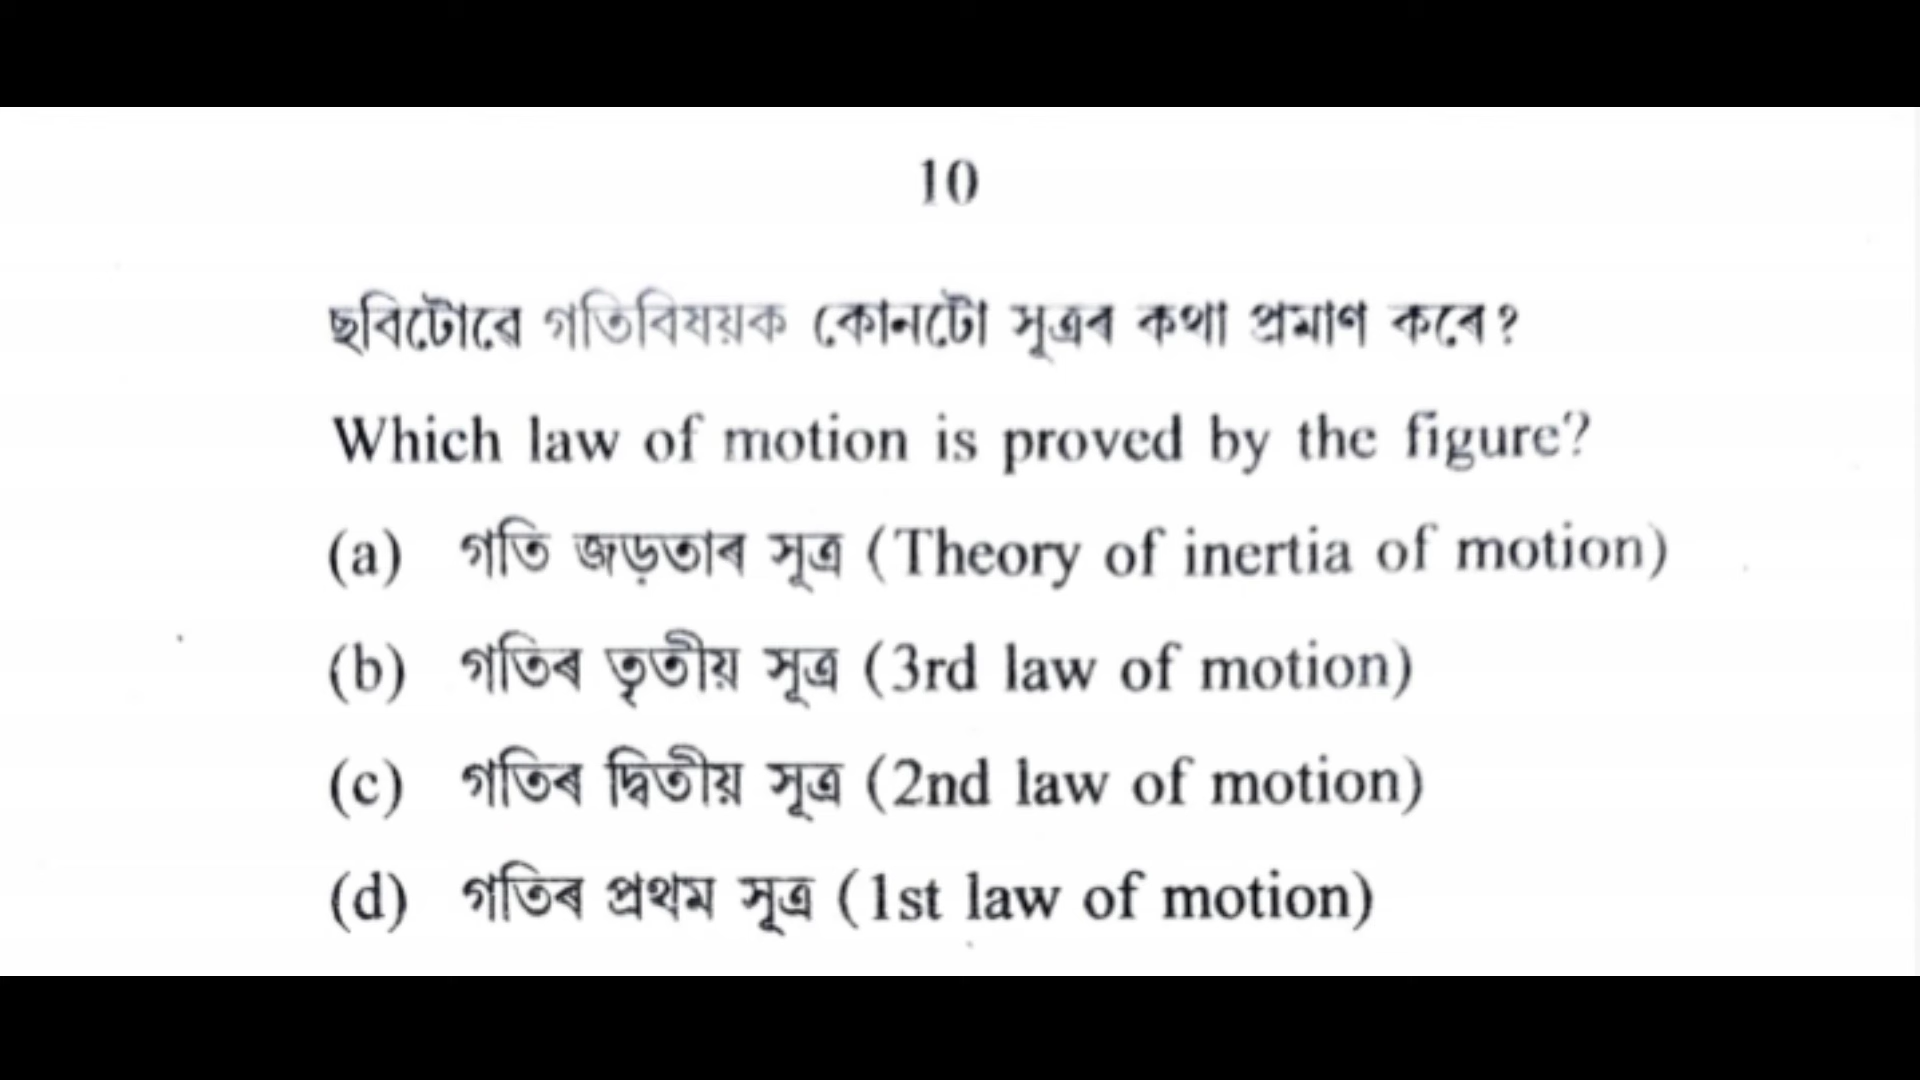 10
ছবিটোৱে গতিবিষয়ক কোনটো সূত্ৰৰ কথা প্ৰমাণ কৰে?
Which law of motion is proved by the figure?
(a) গতি জড়তাৰ সূত্ৰ (Theory of inertia of motion)
(b) গতিৰ তৃতীয় সূত্ৰ (3rd law of motion)
(c) গতিৰ দ্বিতীয় সূত্ৰ (2nd law of motion)
(d) গতিৰ প্ৰথম সূত্ৰ (1st law of motion)